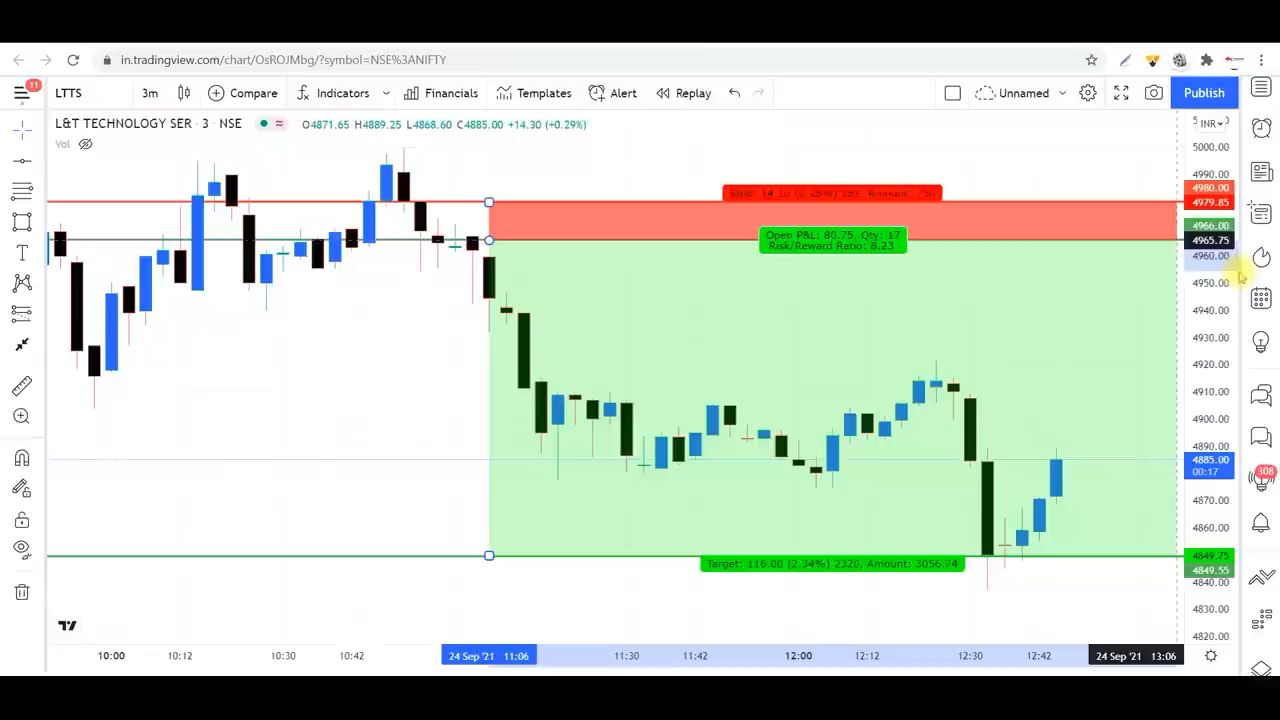 in.tradingview.com/chart/OsROJMbg/?symbol=NSE%3ANIFTY
11
LTTS
3m
Compare
Indicators
Financials
Templates
Alert
Replay
Unnamed
Publish
L&T TECHNOLOGY SER · 3 · NSE
O4871.65 H4889.25 L4868.60 C4885.00 +14.30 (+0.29%)
INR
Vol
5000.00
4990.00
4980.00
4979.85
4966.00
4965.75
4960.00
4950.00
4940.00
4930.00
4920.00
4910.00
4900.00
4890.00
4885.00
00:17
4870.00
4860.00
4849.75
4849.55
4840.00
4830.00
4820.00
Open P&L: 80.75, Qty: 17
Risk/Reward Ratio: 8.23
Target: 116.00 (2.34%) 2320, Amount: 3056.74
308
10:00
10:12
10:30
10:42
24 Sep '21 11:06
11:30
11:42
12:00
12:12
12:30
12:42
24 Sep '21 13:06